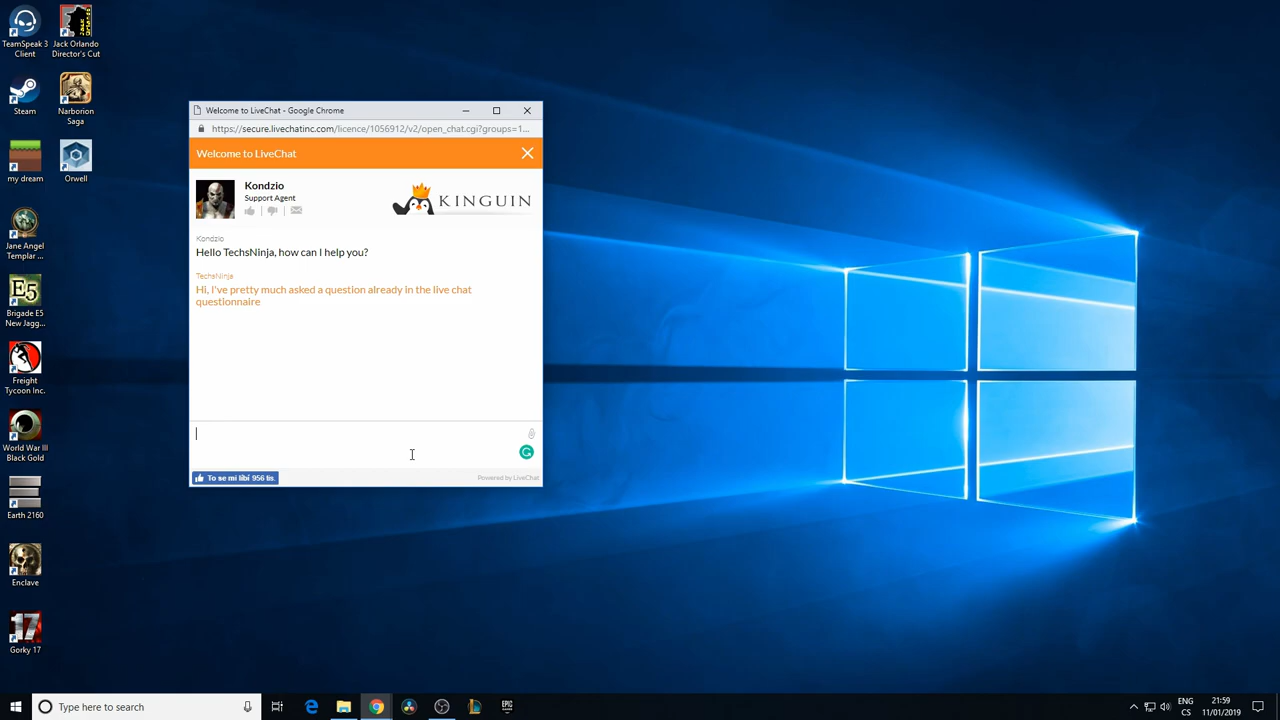 TeamSpeak 3
Client
Jack Orlando
Director's Cut
Steam
Narborion
Saga
my dream
Orwell
Jane Angel
Templar ...
Brigade E5
New Jagg...
Freight
Tycoon Inc.
World War III
Black Gold
Earth 2160
Enclave
Gorky 17
Welcome to LiveChat - Google Chrome
https://secure.livechatinc.com/licence/1056912/v2/open_chat.cgi?groups=1...
Welcome to LiveChat
Kondzio
Support Agent
KINGUIN
Kondzio
Hello TechsNinja, how can I help you?
TechsNinja
Hi, I've pretty much asked a question already in the live chat
questionnaire
To se mi líbí 956 tis.
Powered by LiveChat
Type here to search
EPIC
ENG
CS
21:59
11/01/2019